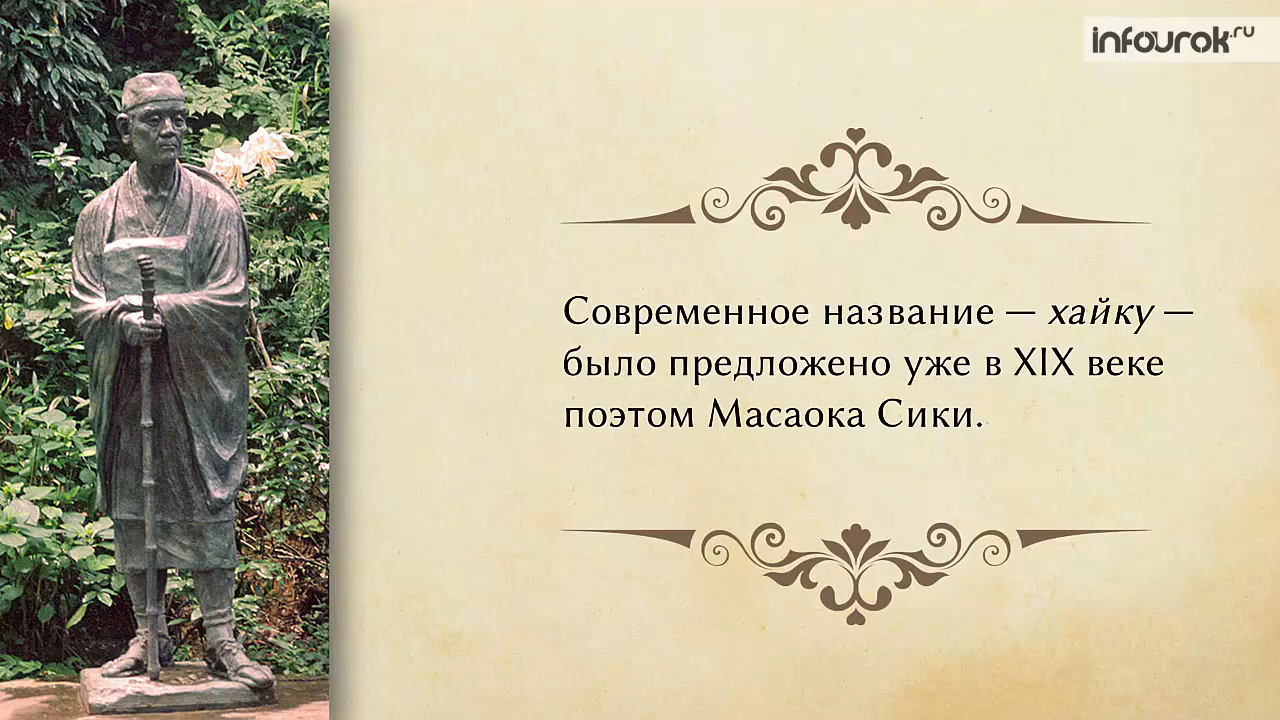 infourok.ru
Современное название — хайку —
было предложено уже в XIX веке
поэтом Масаока Сики.